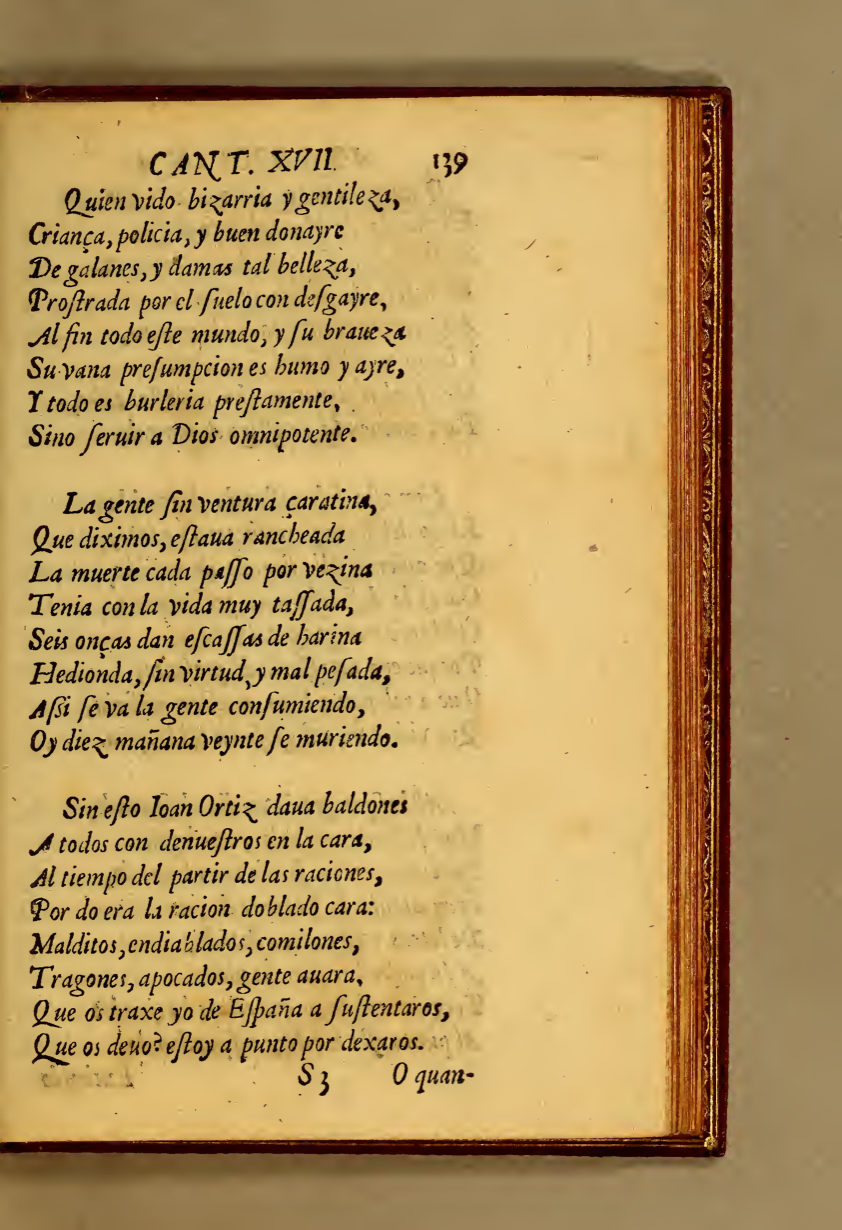 CANT. XVII. 139
Quien vido bizarria y gentileza,
Criança, policia, y buen donayre
De galanes, y damas tal belleza,
Proſtrada por el ſuelo con deſgayre,
Al fin todo eſte mundo, y ſu braueza
Su vana preſumpcion es humo y ayre,
Y todo es burleria preſtamente,
Sino ſeruir a Dios omnipotente.
La gente ſin ventura çaratina,
Que diximos, eſtaua rancheada
La muerte cada paſſo por vezina
Tenia con la vida muy taſſada,
Seis onças dan eſcaſſas de harina
Hedionda, ſin virtud, y mal peſada,
Aſsi ſe va la gente conſumiendo,
Oy diez mañana veynte ſe muriendo.
Sin eſto Ioan Ortiz daua baldones
A todos con denueſtros en la cara,
Al tiempo del partir de las raciones,
Por do era la racion doblado cara:
Malditos, endiablados, comilones,
Tragones, apocados, gente auara,
Que os traxe yo de Eſpaña a ſuſtentaros,
Que os deuo? eſtoy a punto por dexaros.
S3 O quan-